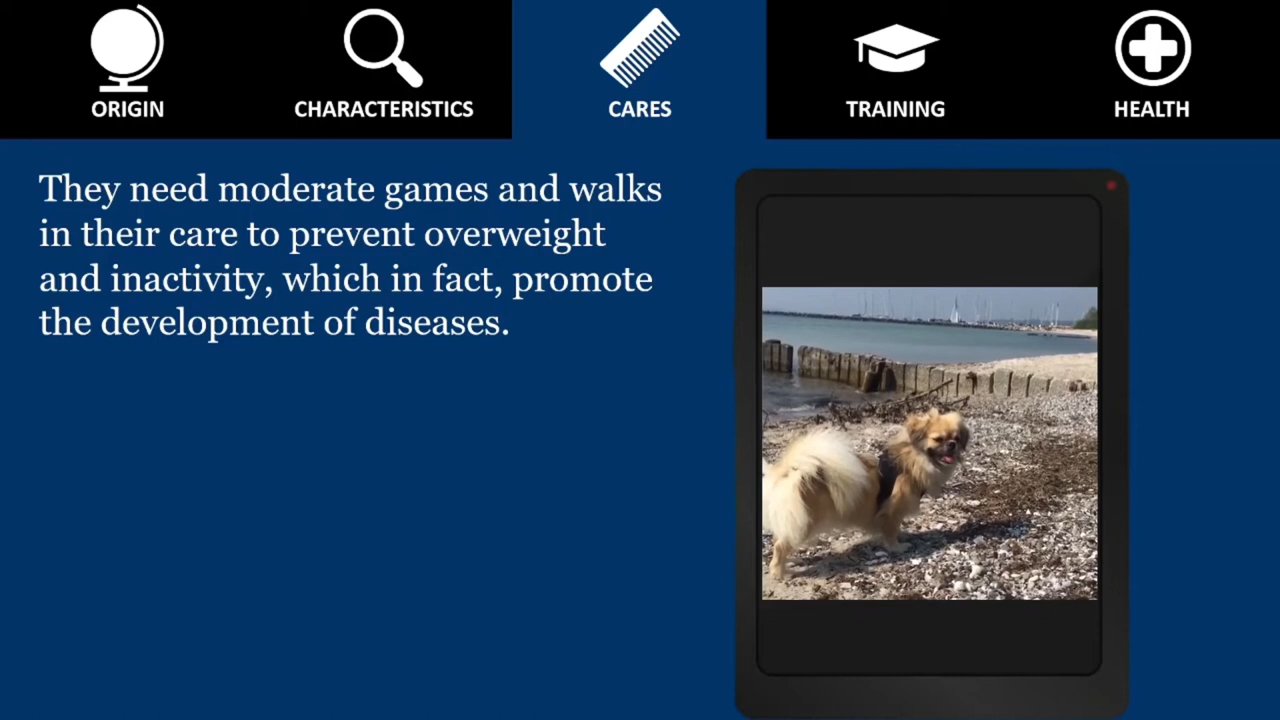 ORIGIN
CHARACTERISTICS
CARES
TRAINING
HEALTH
They need moderate games and walks
in their care to prevent overweight
and inactivity, which in fact, promote
the development of diseases.